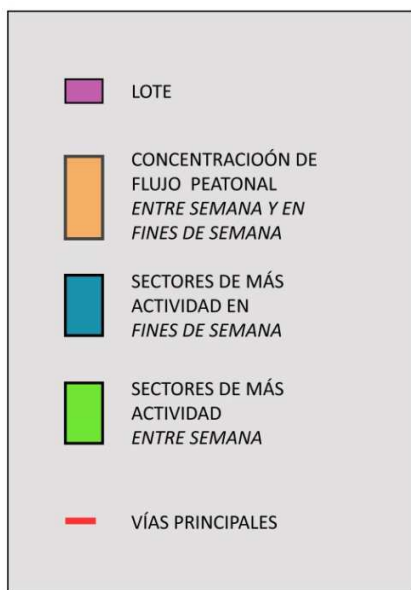 LOTE
CONCENTRACIOÓN DE
FLUJO PEATONAL
ENTRE SEMANA Y EN
FINES DE SEMANA
SECTORES DE MÁS
ACTIVIDAD EN
FINES DE SEMANA
SECTORES DE MÁS
ACTIVIDAD
ENTRE SEMANA
VÍAS PRINCIPALES